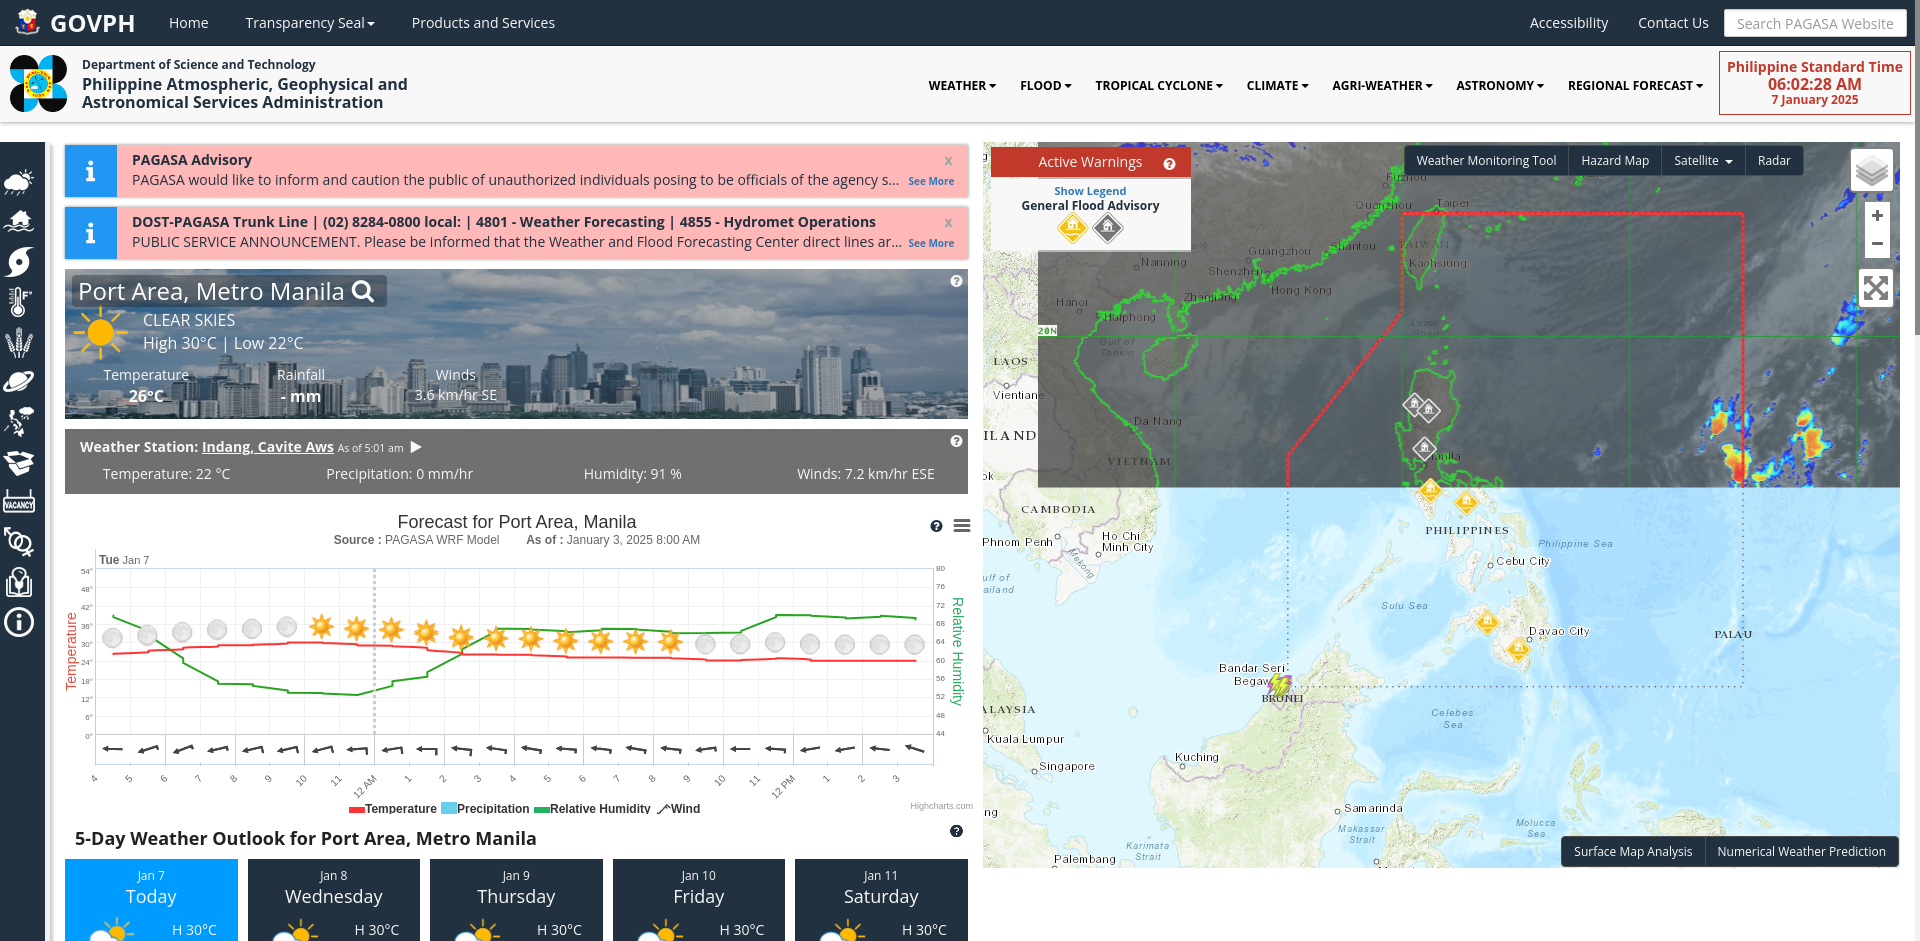 GOVPH
Home
Transparency Seal
Products and Services
Accessibility
Contact Us
Search PAGASA Website
Department of Science and Technology
Philippine Atmospheric, Geophysical and
Astronomical Services Administration
WEATHER
FLOOD
TROPICAL CYCLONE
CLIMATE
AGRI-WEATHER
ASTRONOMY
REGIONAL FORECAST
Philippine Standard Time
06:02:28 AM
7 January 2025
PAGASA Advisory
x
PAGASA would like to inform and caution the public of unauthorized individuals posing to be officials of the agency s...
See More
DOST-PAGASA Trunk Line | (02) 8284-0800 local: | 4801 - Weather Forecasting | 4855 - Hydromet Operations
x
PUBLIC SERVICE ANNOUNCEMENT. Please be informed that the Weather and Flood Forecasting Center direct lines ar...
See More
Port Area, Metro Manila
CLEAR SKIES
High 30°C | Low 22°C
Temperature
Rainfall
Winds
26°C
- mm
3.6 km/hr SE
Weather Station: Indang, Cavite Aws As of 5:01 am
Temperature: 22 °C
Precipitation: 0 mm/hr
Humidity: 91 %
Winds: 7.2 km/hr ESE
Forecast for Port Area, Manila
Source : PAGASA WRF Model As of : January 3, 2025 8:00 AM
Tue Jan 7
54°
48°
42°
36°
30°
24°
18°
12°
6°
0°
Temperature
80
76
72
68
64
60
56
52
48
44
Relative Humidity
4 5 6 7 8 9 10 11 12 AM 1 2 3 4 5 6 7 8 9 10 11 12 PM 1 2 3
Temperature
Precipitation
Relative Humidity
Wind
Highcharts.com
5-Day Weather Outlook for Port Area, Metro Manila
Jan 7
Today
H 30°C
Jan 8
Wednesday
H 30°C
Jan 9
Thursday
H 30°C
Jan 10
Friday
H 30°C
Jan 11
Saturday
H 30°C
VACANCY
Active Warnings
Show Legend
General Flood Advisory
Weather Monitoring Tool
Hazard Map
Satellite
Radar
+
−
Fuzhou
Quanzhou
Taipei
TAIWAN
Kaohsiung
Guangzhou
Shantou
Nanning
Shenzhen
Hong Kong
Zhanjiang
Hanoi
Haiphong
20N
Gulf of
Tonkin
Luzon
Strait
LAOS
Vientiane
Da Nang
ILAND
VIETNAM
ok
anila
CAMBODIA
Phnom Penh
Ho Chi
Minh City
Mekong
ulf of
ailand
PHILIPPINES
Philippine Sea
Cebu City
Sulu Sea
Davao City
PALAU
Bandar Seri
Begaw
BRUNEI
ALAYSIA
Celebes
Sea
Kuala Lumpur
Singapore
Kuching
Samarinda
ng
Makassar
Strait
Molucca
Sea
Karimata
Strait
Palembang
Surface Map Analysis
Numerical Weather Prediction